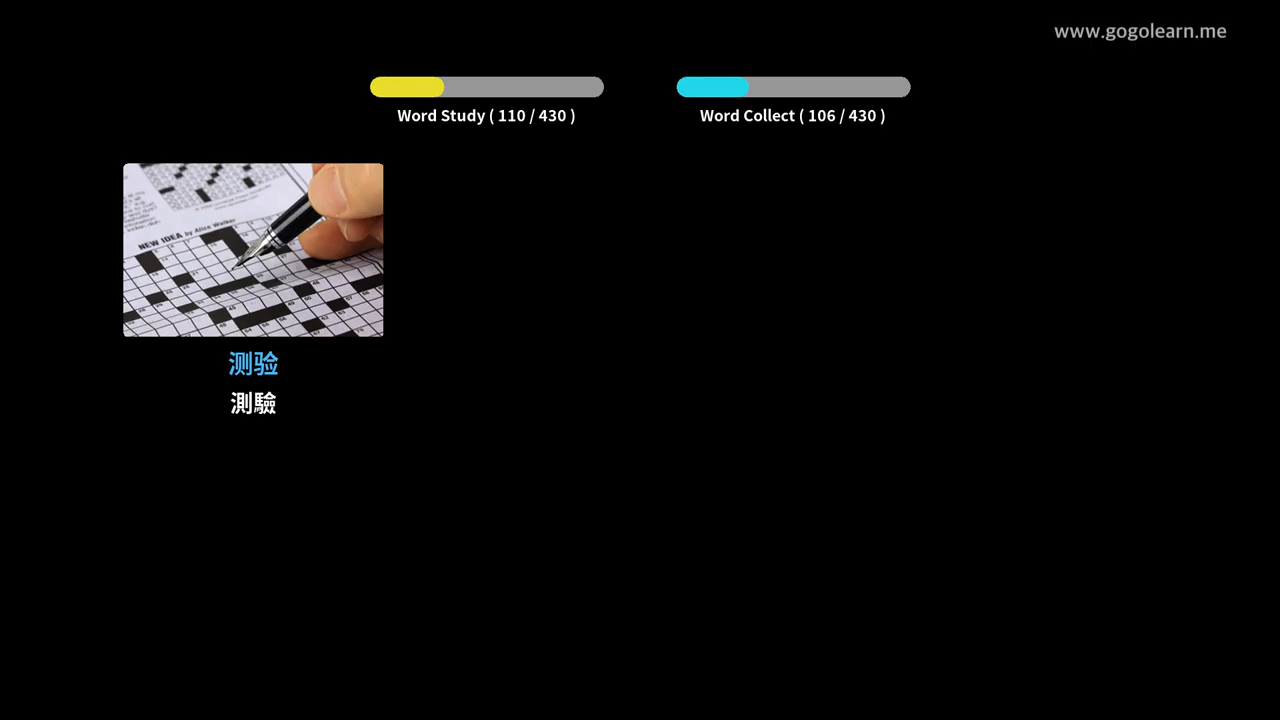 www.gogolearn.me
Word Study ( 110 / 430 )
Word Collect ( 106 / 430 )
NEW IDEA by Alice Walker
测验
測驗